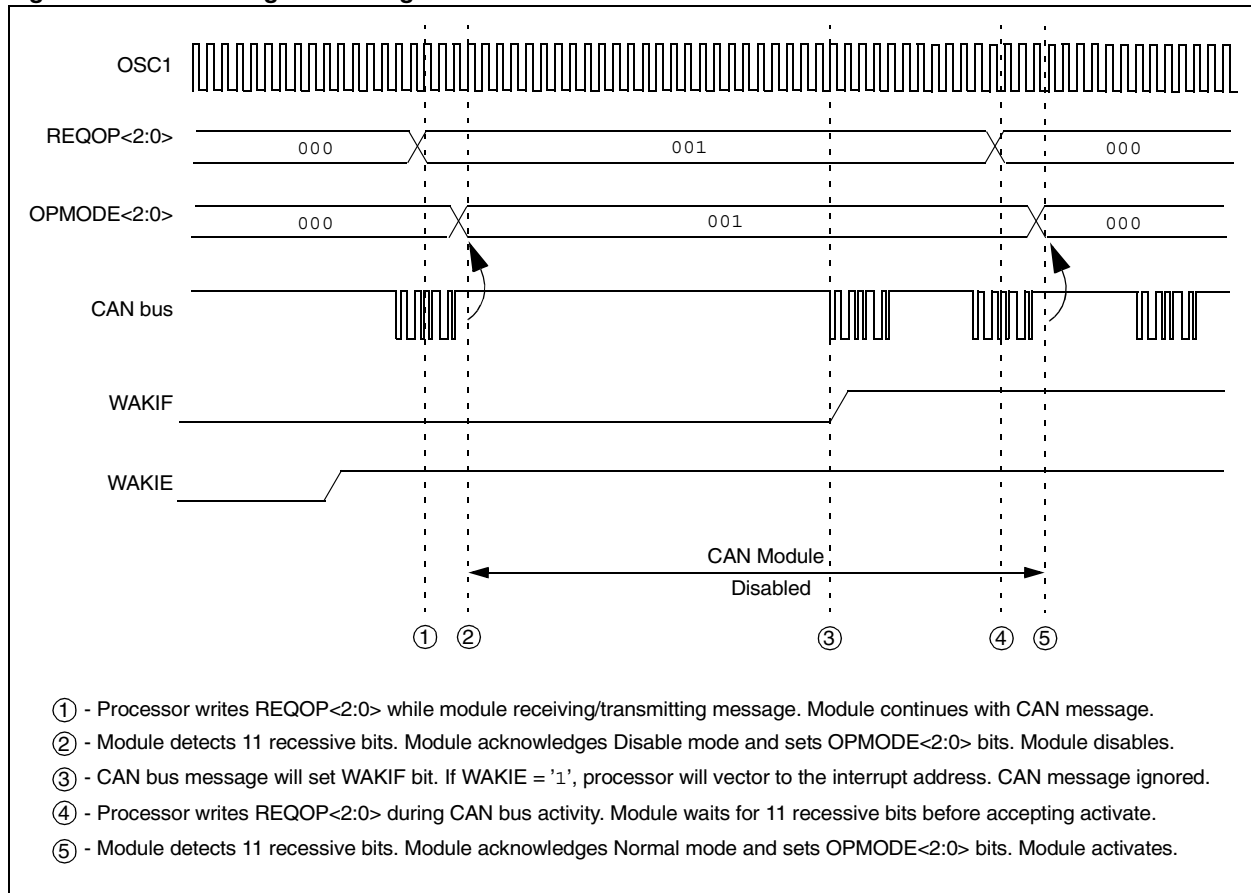 OSC1
REQOP<2:0>
000
001
000
OPMODE<2:0>
000
001
000
CAN bus
WAKIF
WAKIE
CAN Module
Disabled
1 2 3 4 5
1 - Processor writes REQOP<2:0> while module receiving/transmitting message. Module continues with CAN message.
2 - Module detects 11 recessive bits. Module acknowledges Disable mode and sets OPMODE<2:0> bits. Module disables.
3 - CAN bus message will set WAKIF bit. If WAKIE = '1', processor will vector to the interrupt address. CAN message ignored.
4 - Processor writes REQOP<2:0> during CAN bus activity. Module waits for 11 recessive bits before accepting activate.
5 - Module detects 11 recessive bits. Module acknowledges Normal mode and sets OPMODE<2:0> bits. Module activates.